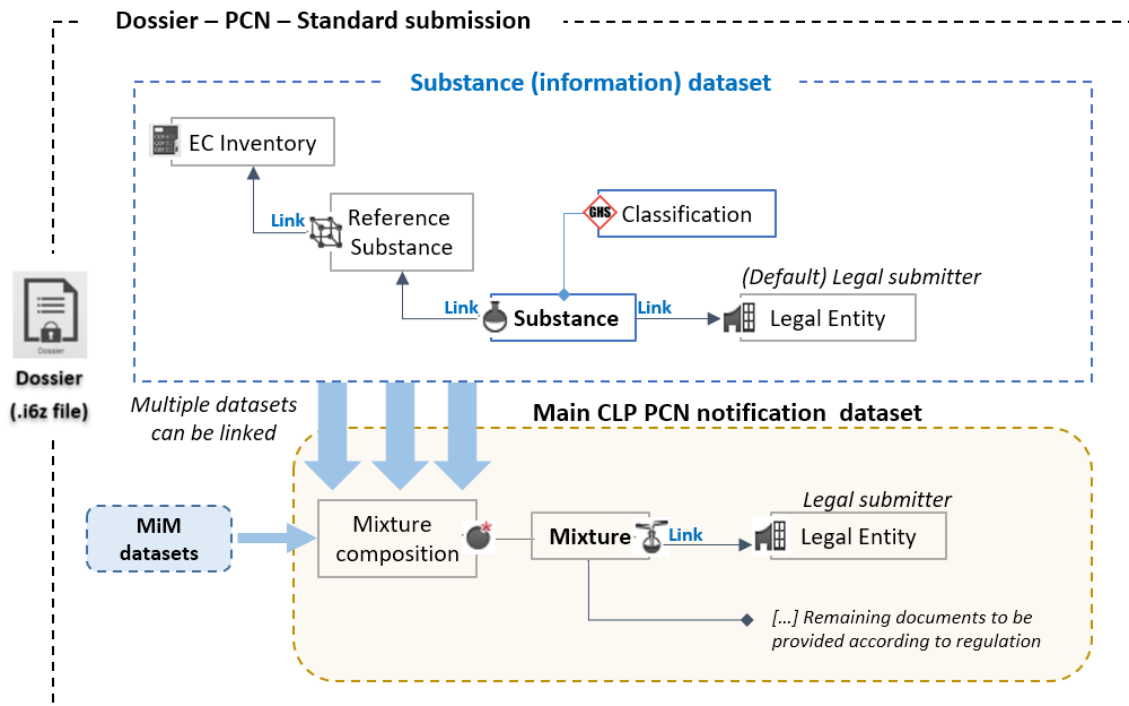 Dossier – PCN – Standard submission
Substance (information) dataset
EC Inventory
Link
Reference
Substance
GHS
Classification
(Default) Legal submitter
Link
Substance
Link
Legal Entity
Dossier
Dossier
(.i6z file)
Multiple datasets
can be linked
Main CLP PCN notification dataset
MiM
datasets
Mixture
composition
*
Mixture
Link
Legal submitter
Legal Entity
[...] Remaining documents to be
provided according to regulation